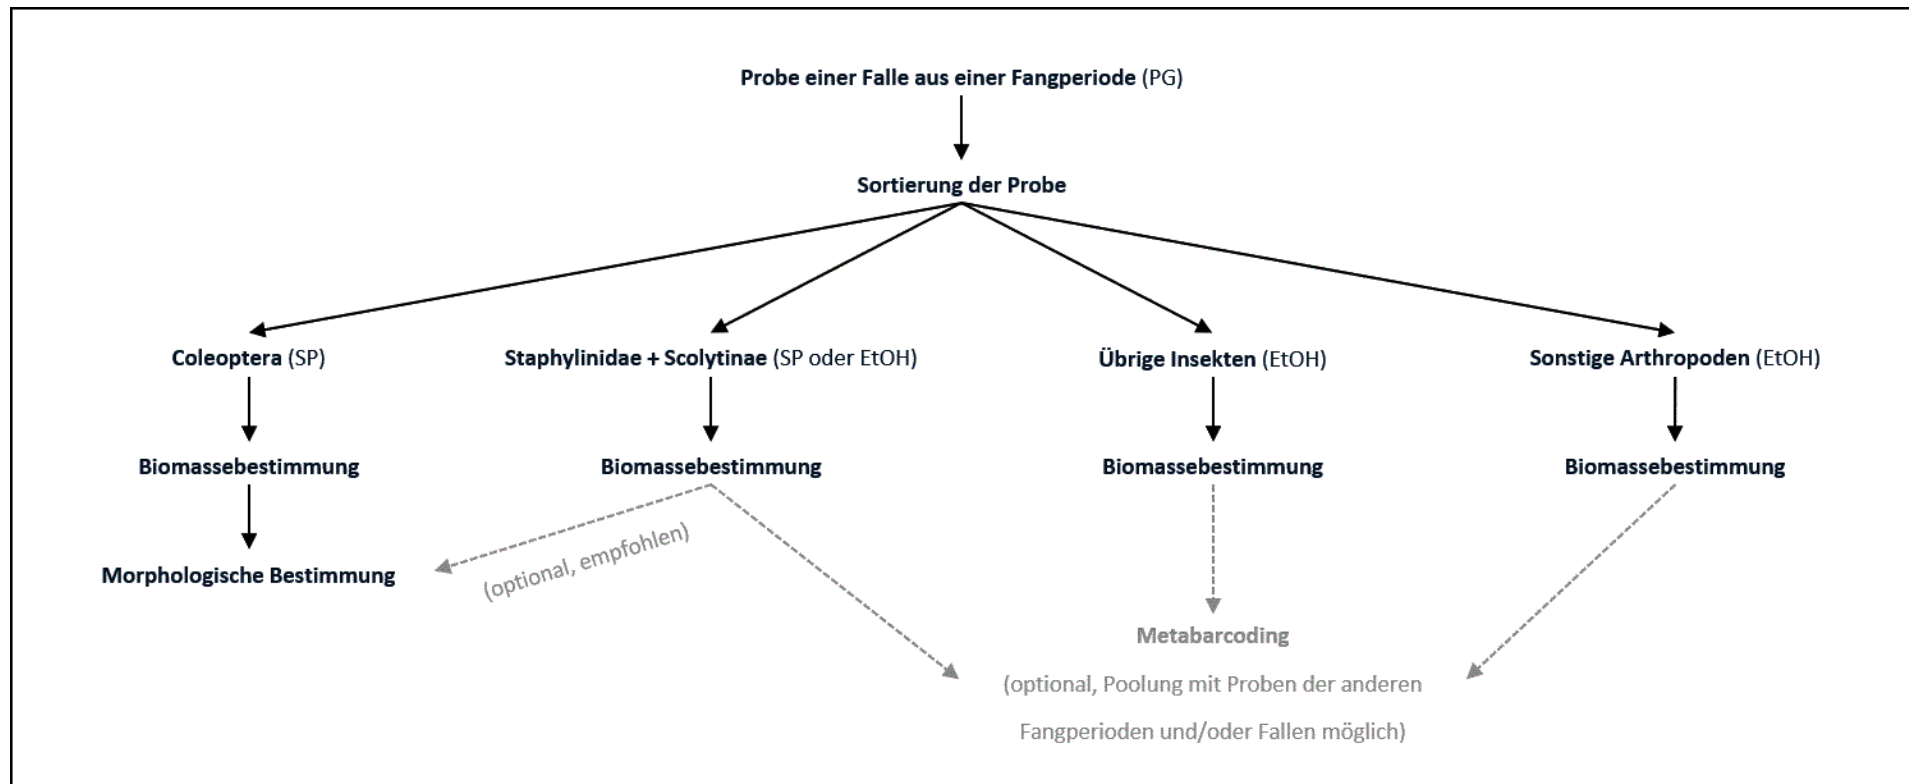 Probe einer Falle aus einer Fangperiode (PG)
Sortierung der Probe
Coleoptera (SP)
Staphylinidae + Scolytinae (SP oder EtOH)
Übrige Insekten (EtOH)
Sonstige Arthropoden (EtOH)
Biomassebestimmung
Biomassebestimmung
Biomassebestimmung
Biomassebestimmung
(optional, empfohlen)
Morphologische Bestimmung
Metabarcoding
(optional, Poolung mit Proben der anderen
Fangperioden und/oder Fallen möglich)